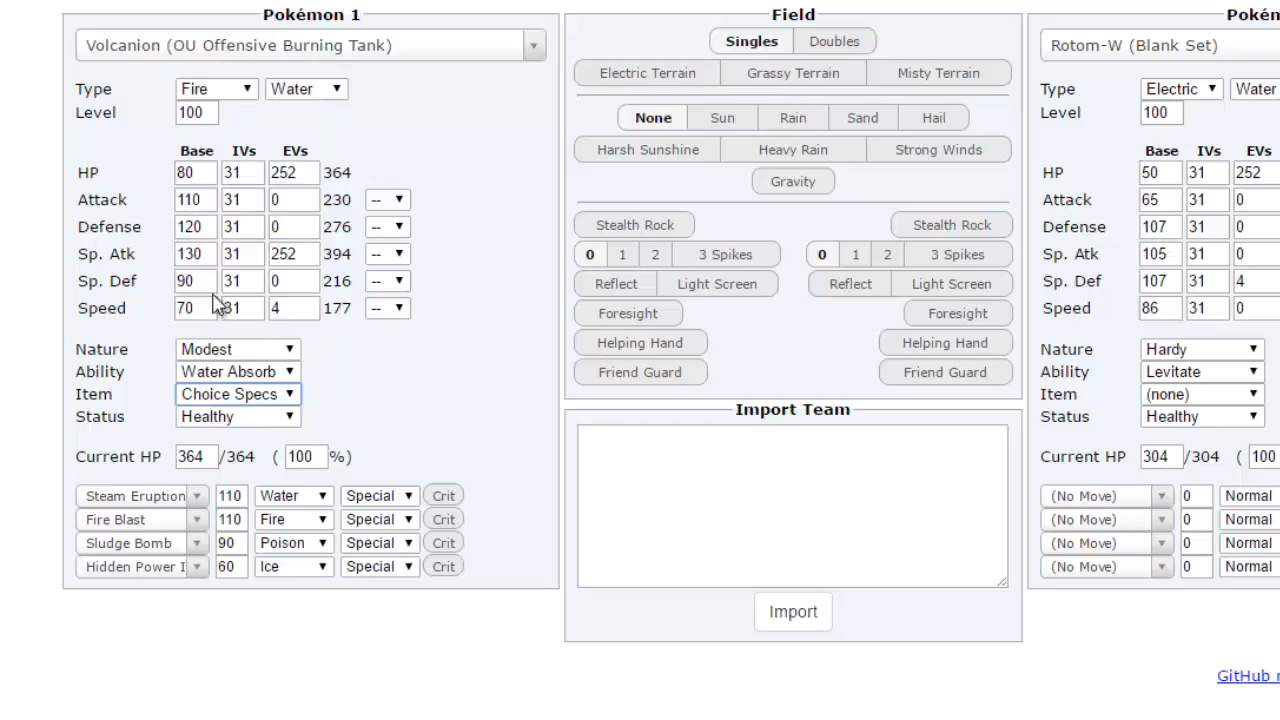 Pokémon 1
Volcanion (OU Offensive Burning Tank)
Type Fire Water
Level 100
Base IVs EVs
HP 80 31 252 364
Attack 110 31 0 230 --
Defense 120 31 0 276 --
Sp. Atk 130 31 252 394 --
Sp. Def 90 31 0 216 --
Speed 70 31 4 177 --
Nature Modest
Ability Water Absorb
Item Choice Specs
Status Healthy
Current HP 364 /364 ( 100 %)
Steam Eruption 110 Water Special Crit
Fire Blast 110 Fire Special Crit
Sludge Bomb 90 Poison Special Crit
Hidden Power I 60 Ice Special Crit
Field
Singles Doubles
Electric Terrain Grassy Terrain Misty Terrain
None Sun Rain Sand Hail
Harsh Sunshine Heavy Rain Strong Winds
Gravity
Stealth Rock Stealth Rock
0 1 2 3 Spikes 0 1 2 3 Spikes
Reflect Light Screen Reflect Light Screen
Foresight Foresight
Helping Hand Helping Hand
Friend Guard Friend Guard
Import Team
Import
Pokém
Rotom-W (Blank Set)
Type Electric Water
Level 100
Base IVs EVs
HP 50 31 252
Attack 65 31 0
Defense 107 31 0
Sp. Atk 105 31 0
Sp. Def 107 31 4
Speed 86 31 0
Nature Hardy
Ability Levitate
Item (none)
Status Healthy
Current HP 304 /304 ( 100
(No Move) 0 Normal
(No Move) 0 Normal
(No Move) 0 Normal
(No Move) 0 Normal
GitHub